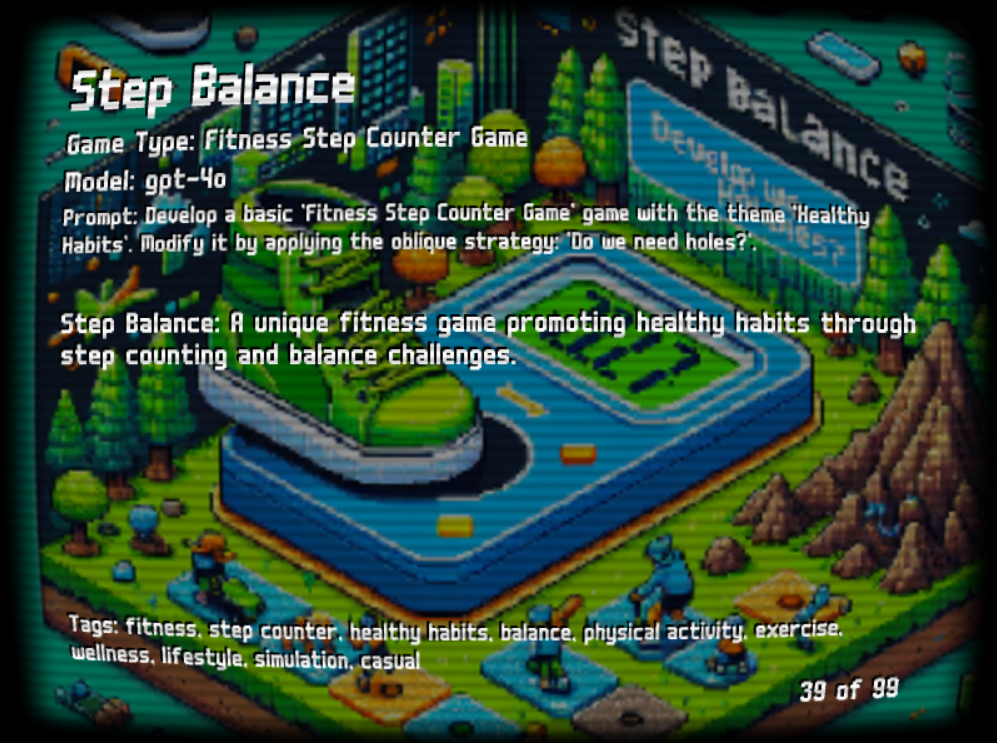 Step Balance
Step Balance
Game Type: Fitness Step Counter Game
Model: gpt-4o
Prompt: Develop a basic 'Fitness Step Counter Game' game with the theme 'Healthy
Habits'. Modify it by applying the oblique strategy: 'Do we need holes?'.
Step Balance: A unique fitness game promoting healthy habits through
step counting and balance challenges.
Tags: fitness, step counter, healthy habits, balance, physical activity, exercise,
wellness, lifestyle, simulation, casual
39 of 99